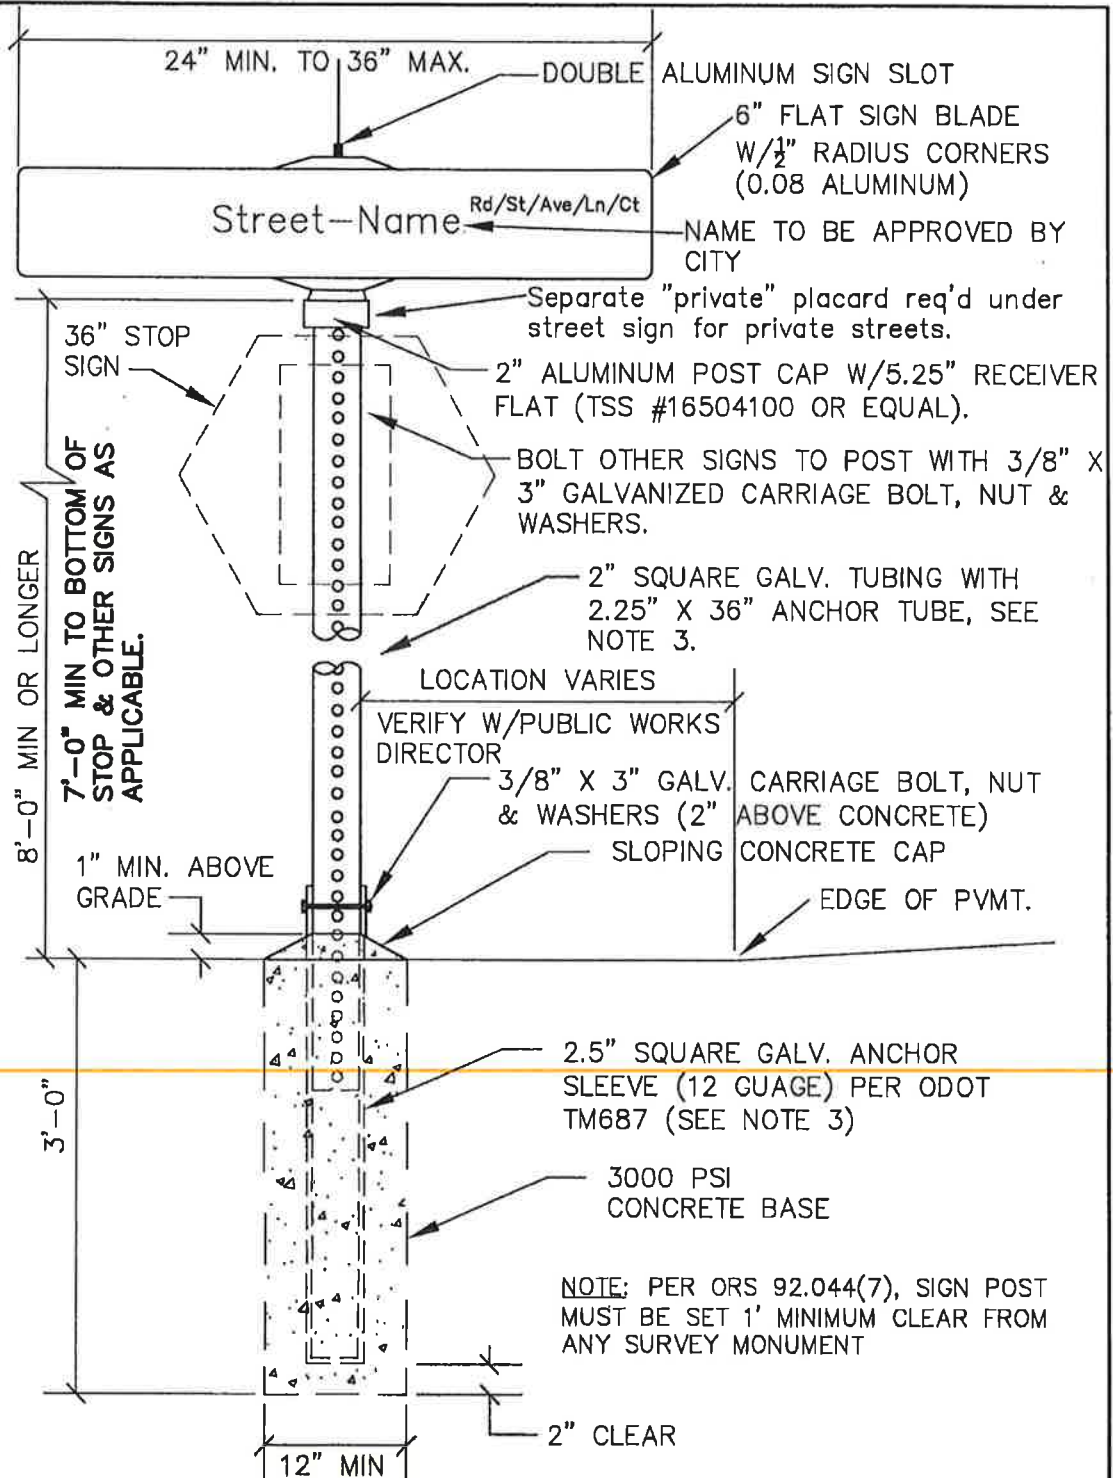 24" MIN. TO 36" MAX.
DOUBLE ALUMINUM SIGN SLOT
6" FLAT SIGN BLADE
W/½" RADIUS CORNERS
(0.08 ALUMINUM)
Street-Name Rd/St/Ave/Ln/Ct
NAME TO BE APPROVED BY
CITY
Separate "private" placard req'd under
street sign for private streets.
36" STOP
SIGN
2" ALUMINUM POST CAP W/5.25" RECEIVER
FLAT (TSS #16504100 OR EQUAL).
BOLT OTHER SIGNS TO POST WITH 3/8" X
3" GALVANIZED CARRIAGE BOLT, NUT &
WASHERS.
8'-0" MIN OR LONGER
7'-0" MIN TO BOTTOM OF
STOP & OTHER SIGNS AS
APPLICABLE.
2" SQUARE GALV. TUBING WITH
2.25" X 36" ANCHOR TUBE, SEE
NOTE 3.
LOCATION VARIES
VERIFY W/PUBLIC WORKS
DIRECTOR
3/8" X 3" GALV. CARRIAGE BOLT, NUT
& WASHERS (2" ABOVE CONCRETE)
SLOPING CONCRETE CAP
1" MIN. ABOVE
GRADE
EDGE OF PVMT.
3'-0"
2.5" SQUARE GALV. ANCHOR
SLEEVE (12 GUAGE) PER ODOT
TM687 (SEE NOTE 3)
3000 PSI
CONCRETE BASE
NOTE: PER ORS 92.044(7), SIGN POST
MUST BE SET 1' MINIMUM CLEAR FROM
ANY SURVEY MONUMENT
2" CLEAR
12" MIN